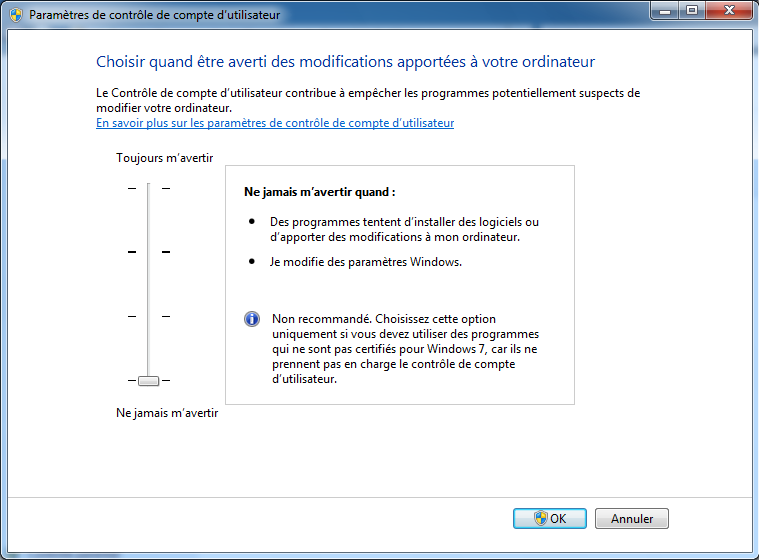 Paramètres de contrôle de compte d'utilisateur
Choisir quand être averti des modifications apportées à votre ordinateur
Le Contrôle de compte d'utilisateur contribue à empêcher les programmes potentiellement suspects de
modifier votre ordinateur.
En savoir plus sur les paramètres de contrôle de compte d'utilisateur
Toujours m'avertir
Ne jamais m'avertir quand :
• Des programmes tentent d'installer des logiciels ou
d'apporter des modifications à mon ordinateur.
• Je modifie des paramètres Windows.
Non recommandé. Choisissez cette option
uniquement si vous devez utiliser des programmes
qui ne sont pas certifiés pour Windows 7, car ils ne
prennent pas en charge le contrôle de compte
d'utilisateur.
Ne jamais m'avertir
OK
Annuler